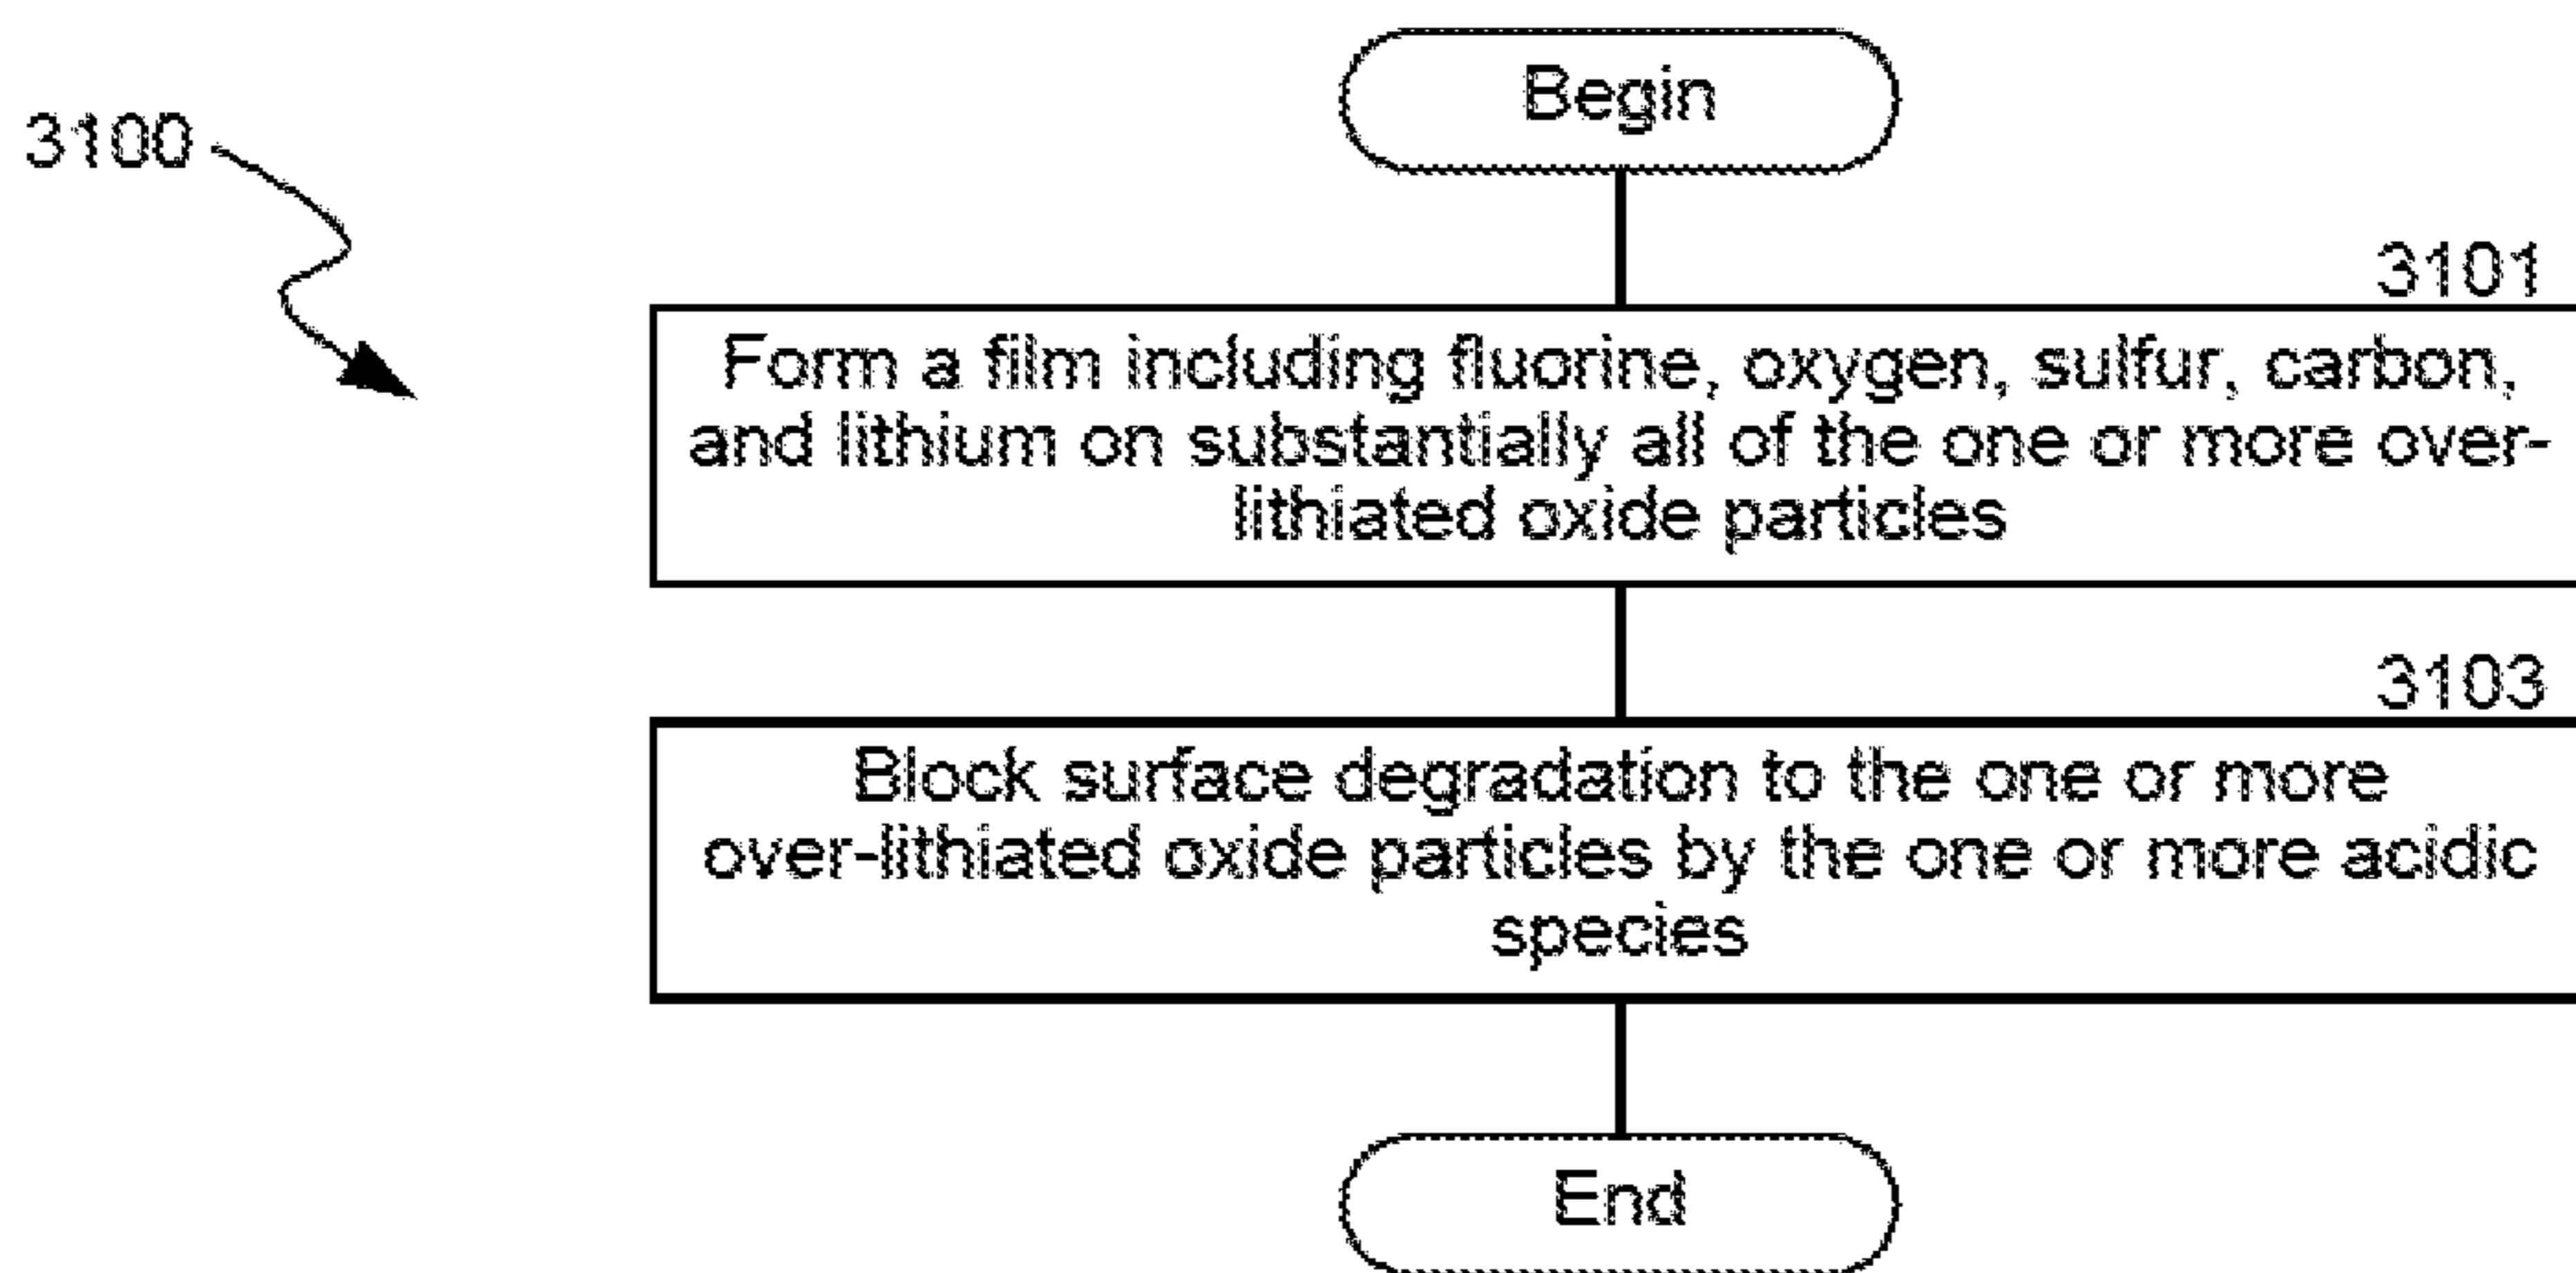 Begin
3100
3101
Form a film including fluorine, oxygen, sulfur, carbon,
and lithium on substantially all of the one or more over-
lithiated oxide particles
3103
Block surface degradation to the one or more
over-lithiated oxide particles by the one or more acidic
species
End